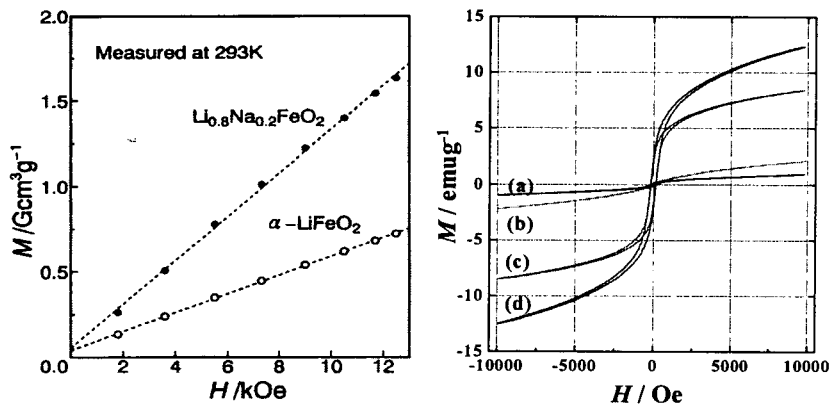 2.0
1.5
1.0
0.5
0
2
4
6
8
10
12
M /Gcm³g⁻¹
H /kOe
Measured at 293K
Li₀.₈Na₀.₂FeO₂
α-LiFeO₂
15
10
5
0
-5
-10
-15
-10000
-5000
0
5000
10000
M / emug⁻¹
H / Oe
(a)
(b)
(c)
(d)